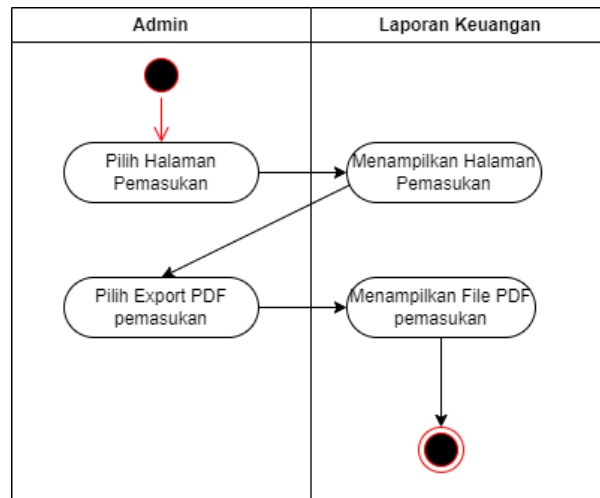 Admin
Laporan Keuangan
Pilih Halaman
Pemasukan
Menampilkan Halaman
Pemasukan
Pilih Export PDF
pemasukan
Menampilkan File PDF
pemasukan